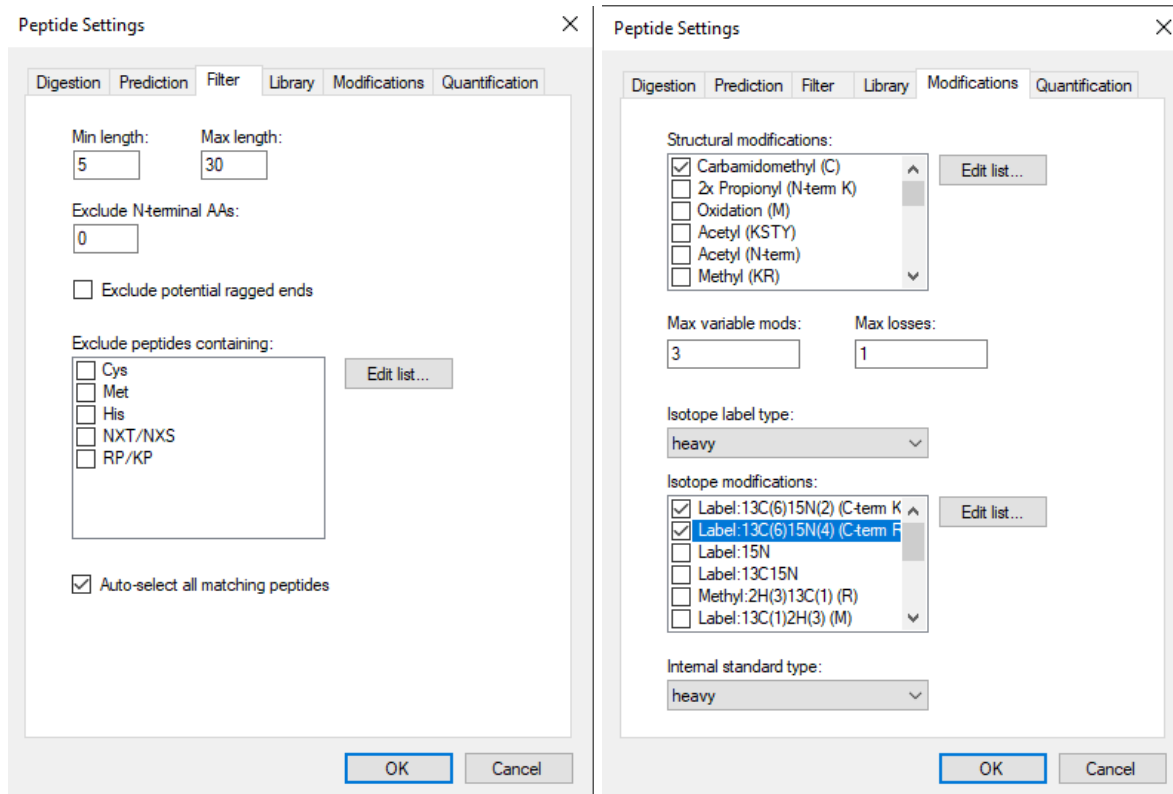 Peptide Settings
Digestion Prediction Filter Library Modifications Quantification
Min length: Max length:
5 30
Exclude N-terminal AAs:
0
Exclude potential ragged ends
Exclude peptides containing:
Cys
Met
His
NXT/NXS
RP/KP
Edit list...
Auto-select all matching peptides
OK Cancel
Peptide Settings
Digestion Prediction Filter Library Modifications Quantification
Structural modifications:
Carbamidomethyl (C)
2x Propionyl (N-term K)
Oxidation (M)
Acetyl (KSTY)
Acetyl (N-term)
Methyl (KR)
Edit list...
Max variable mods: Max losses:
3 1
Isotope label type:
heavy
Isotope modifications:
Label:13C(6)15N(2) (C-term K
Label:13C(6)15N(4) (C-term R
Label:15N
Label:13C15N
Methyl:2H(3)13C(1) (R)
Label:13C(1)2H(3) (M)
Edit list...
Internal standard type:
heavy
OK Cancel